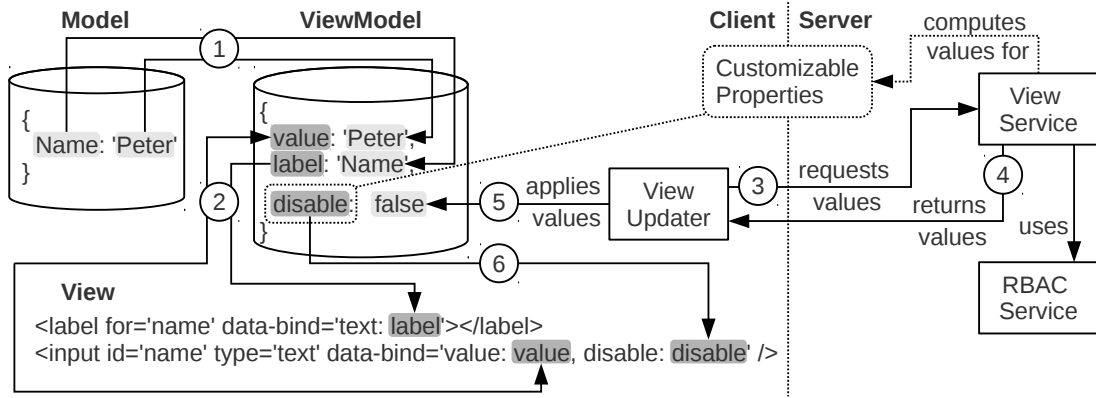 Model
ViewModel
Client
Server
computes
values for
1
Customizable
Properties
{
Name: 'Peter'
}
{
value: 'Peter',
label: 'Name',
disable: false
}
2
5
applies
values
View
Updater
3
requests
values
4
returns
values
View
Service
uses
RBAC
Service
6
View
<label for='name' data-bind='text: label'></label>
<input id='name' type='text' data-bind='value: value, disable: disable' />